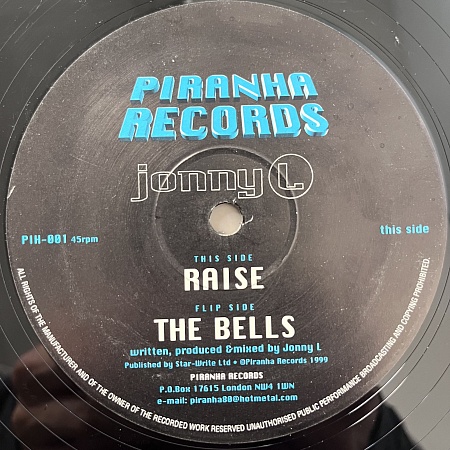 PIRANHA
RECORDS
jonny L
PIH-001 45rpm
this side
THIS SIDE
RAISE
FLIP SIDE
THE BELLS
written, produced & mixed by Jonny L
Published by Star-Write Ltd • ©Piranha Records 1999
PIRANHA RECORDS
P.O.Box 17615 London NW4 1WN
e-mail: piranha80@hotmetal.com
ALL RIGHTS OF THE MANUFACTURER AND OF THE OWNER OF THE RECORDED WORK RESERVED UNAUTHORISED PUBLIC PERFORMANCE BROADCASTING AND COPYING PROHIBITED.